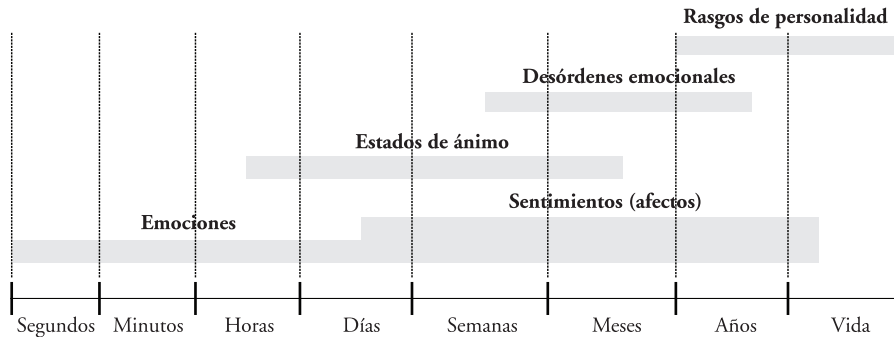 Rasgos de personalidad
Desórdenes emocionales
Estados de ánimo
Sentimientos (afectos)
Emociones
Segundos Minutos Horas Días Semanas Meses Años Vida